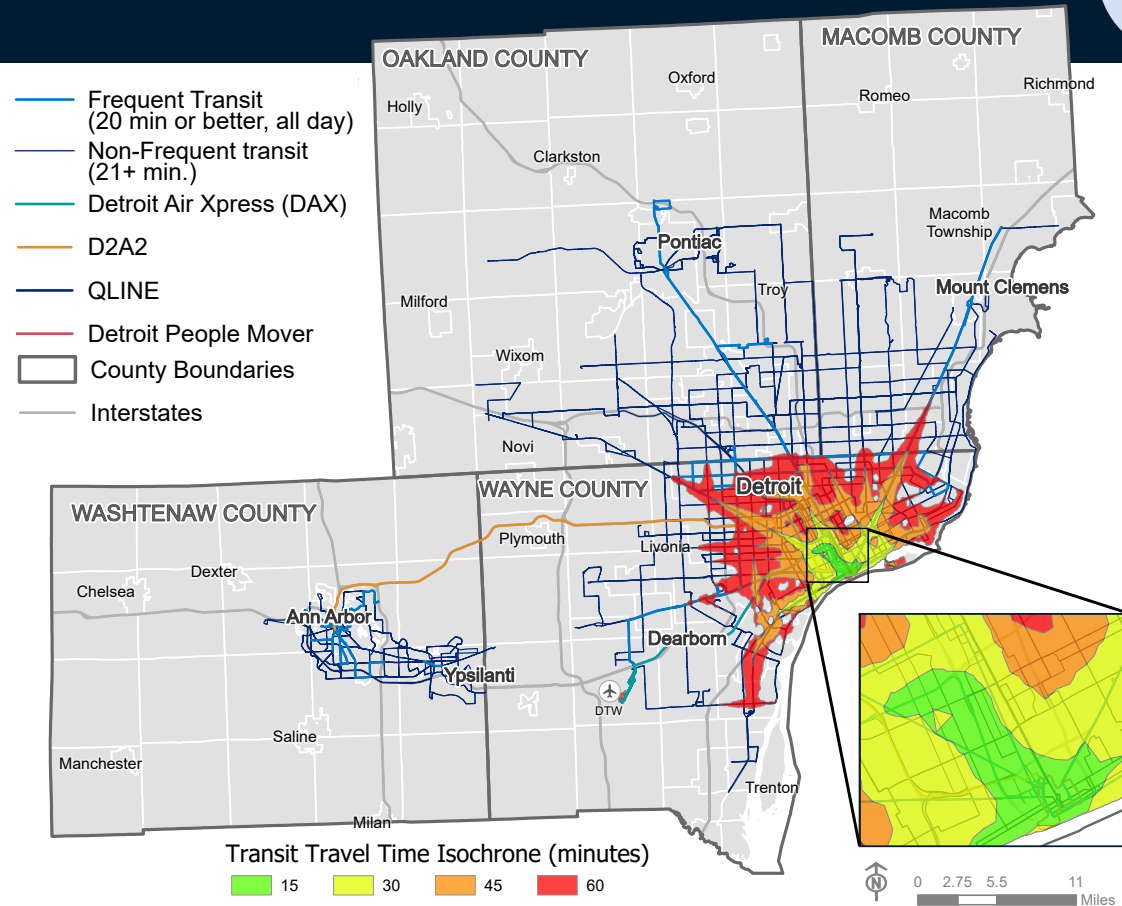 OAKLAND COUNTY
MACOMB COUNTY
Frequent Transit
(20 min or better, all day)
Non-Frequent transit
(21+ min.)
Detroit Air Xpress (DAX)
D2A2
QLINE
Detroit People Mover
County Boundaries
Interstates
Holly
Oxford
Romeo
Richmond
Clarkston
Macomb
Township
Pontiac
Mount Clemens
Milford
Troy
Wixom
Novi
Detroit
WAYNE COUNTY
WASHTENAW COUNTY
Plymouth
Livonia
Chelsea
Dexter
Ann Arbor
Dearborn
Ypsilanti
DTW
Saline
Manchester
Trenton
Milan
Transit Travel Time Isochrone (minutes)
15 30 45 60
N
0 2.75 5.5 11
Miles